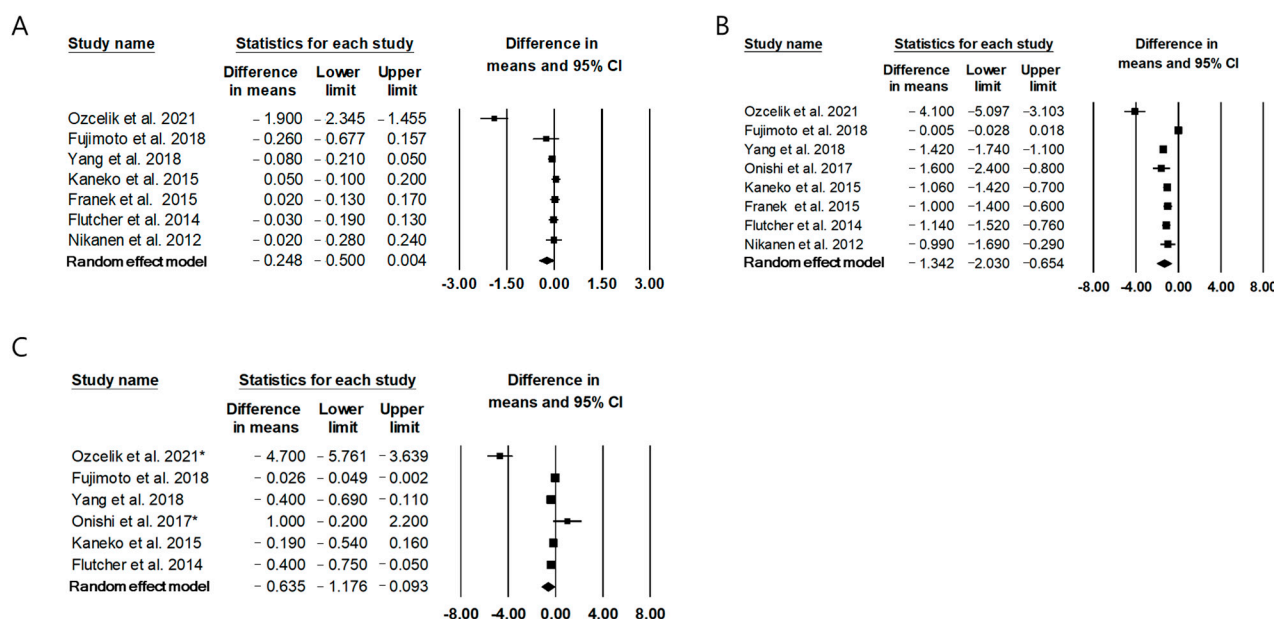 A
Study name Statistics for each study Difference in means and 95% CI
Difference in means Lower limit Upper limit
Ozcelik et al. 2021 −1.900 −2.345 −1.455
Fujimoto et al. 2018 −0.260 −0.677 0.157
Yang et al. 2018 −0.080 −0.210 0.050
Kaneko et al. 2015 0.050 −0.100 0.200
Franek et al. 2015 0.020 −0.130 0.170
Flutcher et al. 2014 −0.030 −0.190 0.130
Nikanen et al. 2012 −0.020 −0.280 0.240
Random effect model −0.248 −0.500 0.004
-3.00 -1.50 0.00 1.50 3.00
B
Study name Statistics for each study Difference in means and 95% CI
Difference in means Lower limit Upper limit
Ozcelik et al. 2021 −4.100 −5.097 −3.103
Fujimoto et al. 2018 −0.005 −0.028 0.018
Yang et al. 2018 −1.420 −1.740 −1.100
Onishi et al. 2017 −1.600 −2.400 −0.800
Kaneko et al. 2015 −1.060 −1.420 −0.700
Franek et al. 2015 −1.000 −1.400 −0.600
Flutcher et al. 2014 −1.140 −1.520 −0.760
Nikanen et al. 2012 −0.990 −1.690 −0.290
Random effect model −1.342 −2.030 −0.654
-8.00 -4.00 0.00 4.00 8.00
C
Study name Statistics for each study Difference in means and 95% CI
Difference in means Lower limit Upper limit
Ozcelik et al. 2021* −4.700 −5.761 −3.639
Fujimoto et al. 2018 −0.026 −0.049 −0.002
Yang et al. 2018 −0.400 −0.690 −0.110
Onishi et al. 2017* 1.000 −0.200 2.200
Kaneko et al. 2015 −0.190 −0.540 0.160
Flutcher et al. 2014 −0.400 −0.750 −0.050
Random effect model −0.635 −1.176 −0.093
-8.00 -4.00 0.00 4.00 8.00